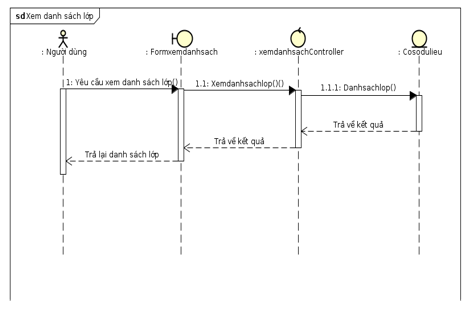 sd Xem danh sách lớp
: Người dùng
: Formxemdanhsach
: xemdanhsachController
: Cosodulieu
1: Yêu cầu xem danh sách lớp()
1.1: Xemdanhsachlop()()
1.1.1: Danhsachlop()
Trả về kết quả
Trả về kết quả
Trả lại danh sách lớp